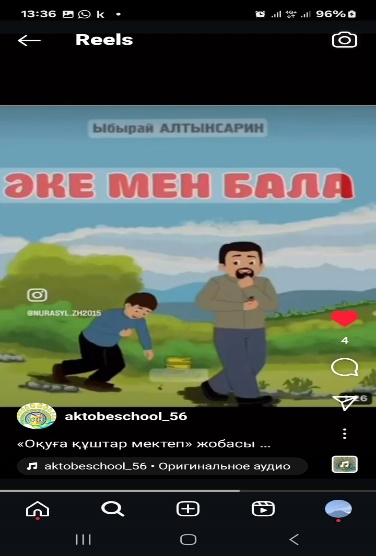 13:36 k • 96%
Reels
Ыбырай АЛТЫНСАРИН
ӘКЕ МЕН БАЛА
@NURASYL_ZH2015
4
aktobeschool_56
«Оқуға құштар мектеп» жобасы ...
aktobeschool_56 • Оригинальное аудио